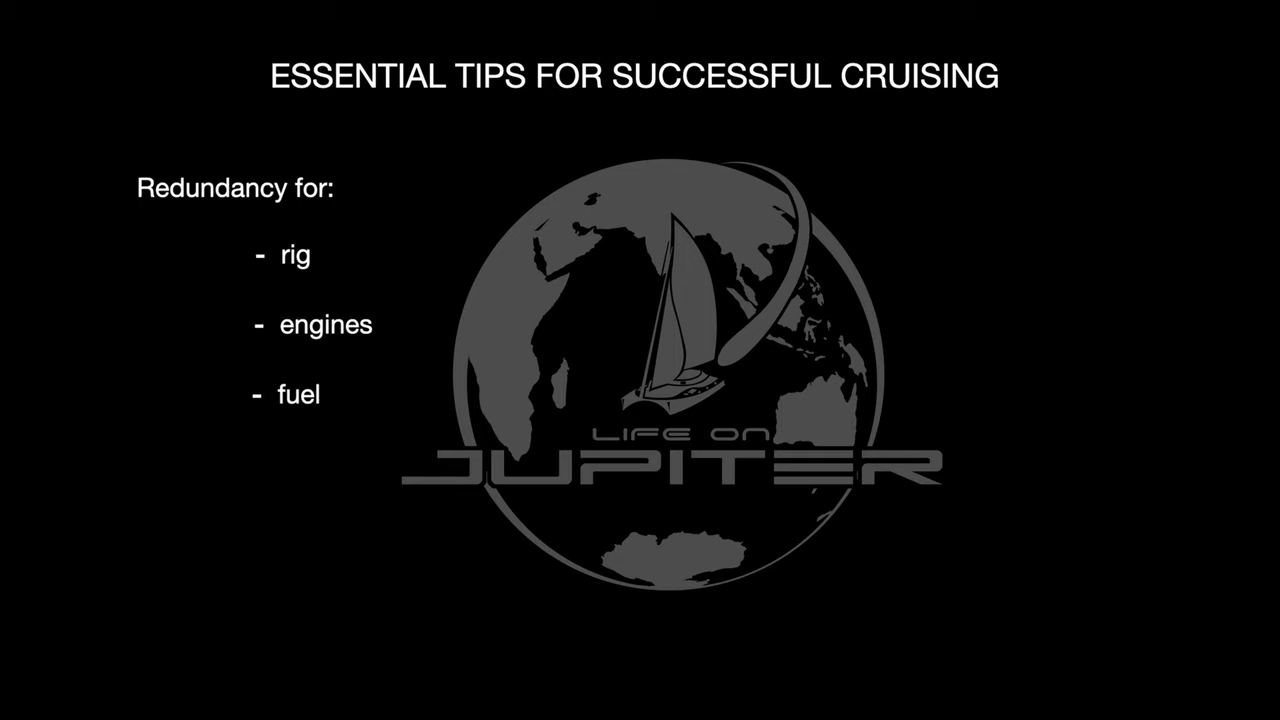 ESSENTIAL TIPS FOR SUCCESSFUL CRUISING
Redundancy for:
- rig
- engines
- fuel
LIFE ON
JUPITER